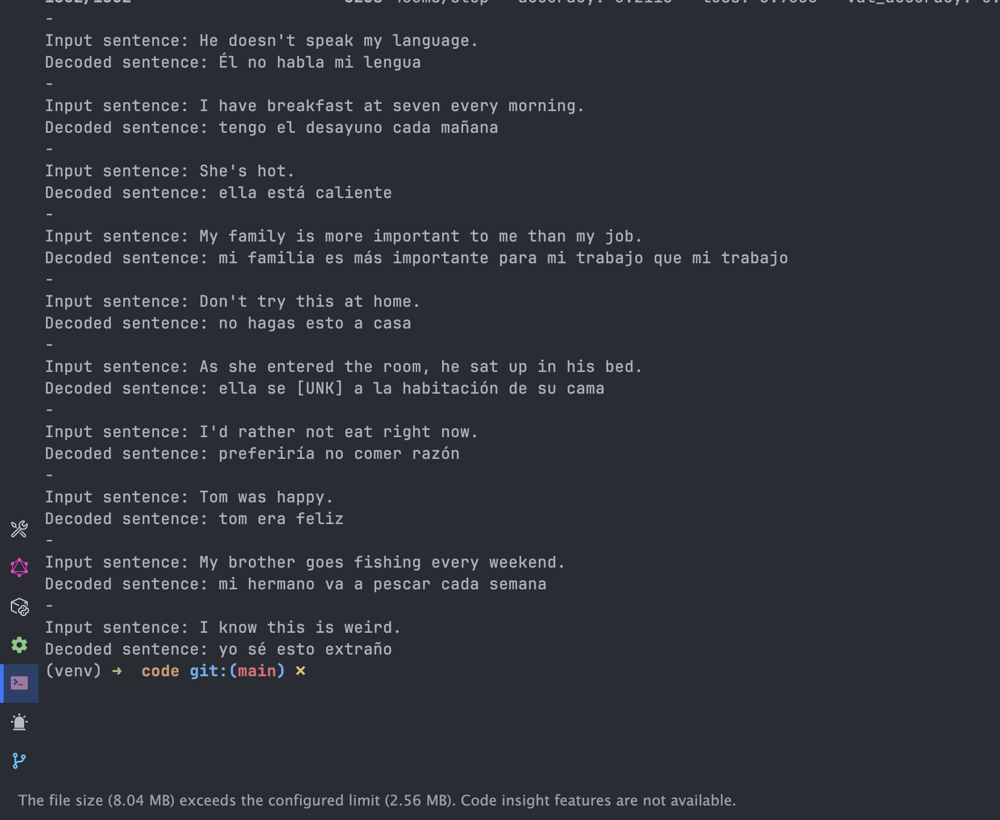 -
Input sentence: He doesn't speak my language.
Decoded sentence: Él no habla mi lengua
-
Input sentence: I have breakfast at seven every morning.
Decoded sentence: tengo el desayuno cada mañana
-
Input sentence: She's hot.
Decoded sentence: ella está caliente
-
Input sentence: My family is more important to me than my job.
Decoded sentence: mi familia es más importante para mi trabajo que mi trabajo
-
Input sentence: Don't try this at home.
Decoded sentence: no hagas esto a casa
-
Input sentence: As she entered the room, he sat up in his bed.
Decoded sentence: ella se [UNK] a la habitación de su cama
-
Input sentence: I'd rather not eat right now.
Decoded sentence: preferiría no comer razón
-
Input sentence: Tom was happy.
Decoded sentence: tom era feliz
-
Input sentence: My brother goes fishing every weekend.
Decoded sentence: mi hermano va a pescar cada semana
-
Input sentence: I know this is weird.
Decoded sentence: yo sé esto extraño
(venv) ➜ code git:(main) ✕
The file size (8.04 MB) exceeds the configured limit (2.56 MB). Code insight features are not available.